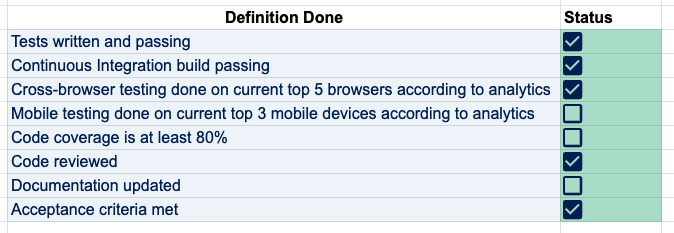 Definition Done Status
Tests written and passing
Continuous Integration build passing
Cross-browser testing done on current top 5 browsers according to analytics
Mobile testing done on current top 3 mobile devices according to analytics
Code coverage is at least 80%
Code reviewed
Documentation updated
Acceptance criteria met